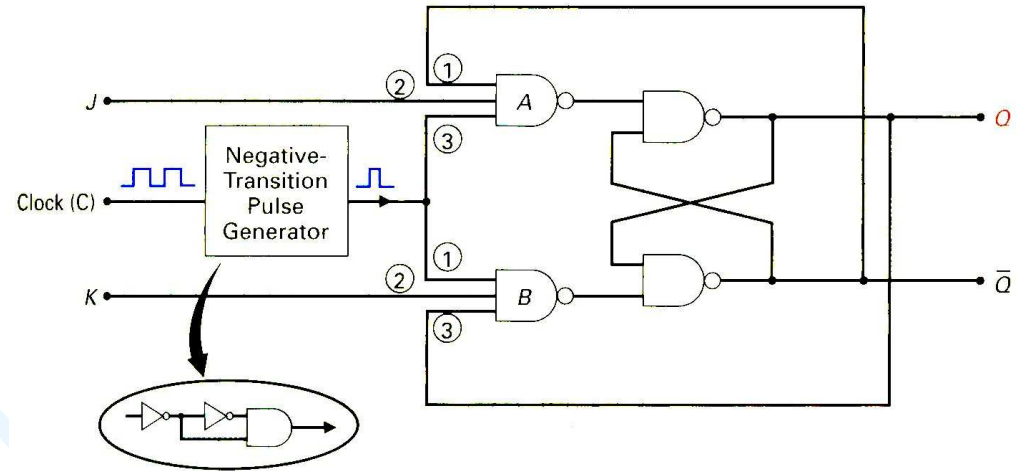 ①
②
J
A
Q
③
Negative-
Transition
Pulse
Generator
Clock (C)
①
②
K
B
Q̅
③